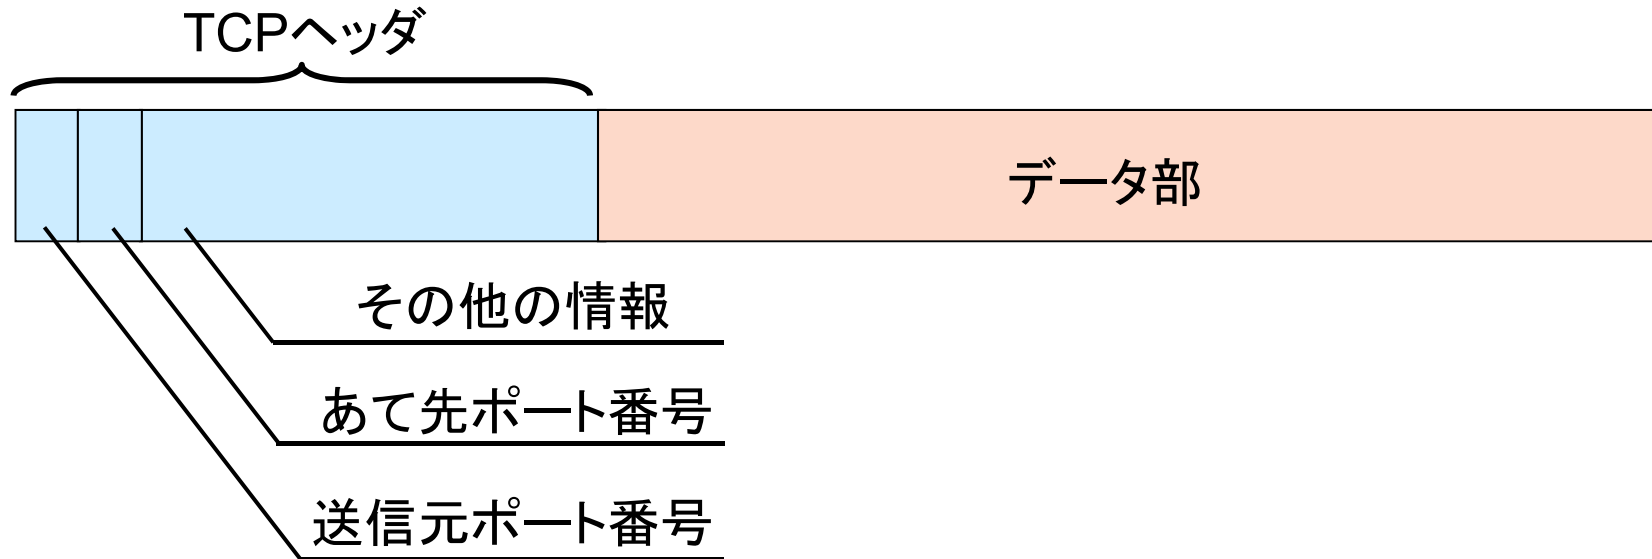 TCPヘッダ
データ部
その他の情報
あて先ポート番号
送信元ポート番号